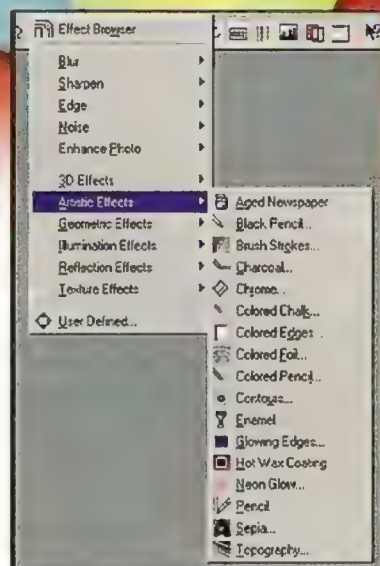 Effect Browser
Blur
Sharpen
Edge
Noise
Enhance Photo
3D Effects
Artistic Effects
Geometric Effects
Illumination Effects
Reflection Effects
Texture Effects
User Defined...
Aged Newspaper
Black Pencil...
Brush Strokes...
Charcoal...
Chrome...
Colored Chalk...
Colored Edges...
Colored Foil...
Colored Pencil...
Contours...
Enamel
Glowing Edges...
Hot Wax Coating
Neon Glow...
Pencil
Sepia...
Topography...